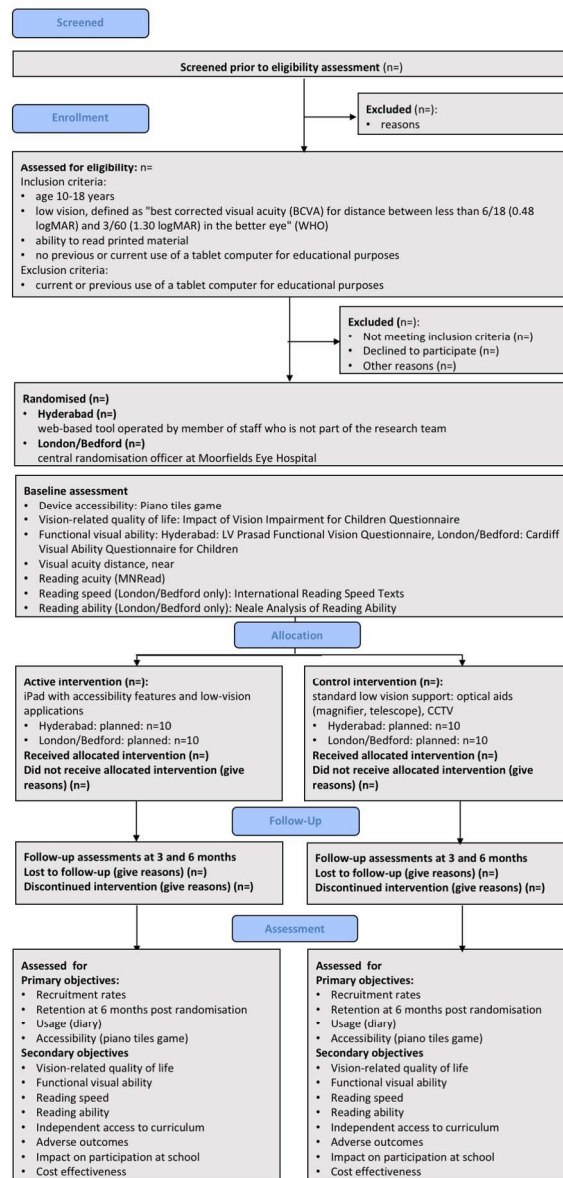 Screened
Screened prior to eligibility assessment (n=)
Excluded (n=):
• reasons
Enrollment
Assessed for eligibility: n=
Inclusion criteria:
• age 10-18 years
• low vision, defined as "best corrected visual acuity (BCVA) for distance between less than 6/18 (0.48
logMAR) and 3/60 (1.30 logMAR) in the better eye" (WHO)
• ability to read printed material
• no previous or current use of a tablet computer for educational purposes
Exclusion criteria:
• current or previous use of a tablet computer for educational purposes
Excluded (n=):
• Not meeting inclusion criteria (n=)
• Declined to participate (n=)
• Other reasons (n=)
Randomised (n=)
• Hyderabad (n=)
web-based tool operated by member of staff who is not part of the research team
• London/Bedford (n=)
central randomisation officer at Moorfields Eye Hospital
Baseline assessment
• Device accessibility: Piano tiles game
• Vision-related quality of life: Impact of Vision Impairment for Children Questionnaire
• Functional visual ability: Hyderabad: LV Prasad Functional Vision Questionnaire, London/Bedford: Cardiff
Visual Ability Questionnaire for Children
• Visual acuity distance, near
• Reading acuity (MNRead)
• Reading speed (London/Bedford only): International Reading Speed Texts
• Reading ability (London/Bedford only): Neale Analysis of Reading Ability
Allocation
Active intervention (n=):
iPad with accessibility features and low-vision
applications
• Hyderabad: planned: n=10
• London/Bedford: planned: n=10
Received allocated intervention (n=)
Did not receive allocated intervention (give
reasons) (n=)
Control intervention (n=):
standard low vision support: optical aids
(magnifier, telescope), CCTV
• Hyderabad: planned: n=10
• London/Bedford: planned: n=10
Received allocated intervention (n=)
Did not receive allocated intervention (give
reasons) (n=)
Follow-Up
Follow-up assessments at 3 and 6 months
Lost to follow-up (give reasons) (n=)
Discontinued intervention (give reasons) (n=)
Follow-up assessments at 3 and 6 months
Lost to follow-up (give reasons) (n=)
Discontinued intervention (give reasons) (n=)
Assessment
Assessed for
Primary objectives:
• Recruitment rates
• Retention at 6 months post randomisation
• Usage (diary)
• Accessibility (piano tiles game)
Secondary objectives
• Vision-related quality of life
• Functional visual ability
• Reading speed
• Reading ability
• Independent access to curriculum
• Adverse outcomes
• Impact on participation at school
• Cost effectiveness
Assessed for
Primary objectives:
• Recruitment rates
• Retention at 6 months post randomisation
• Usage (diary)
• Accessibility (piano tiles game)
Secondary objectives
• Vision-related quality of life
• Functional visual ability
• Reading speed
• Reading ability
• Independent access to curriculum
• Adverse outcomes
• Impact on participation at school
• Cost effectiveness